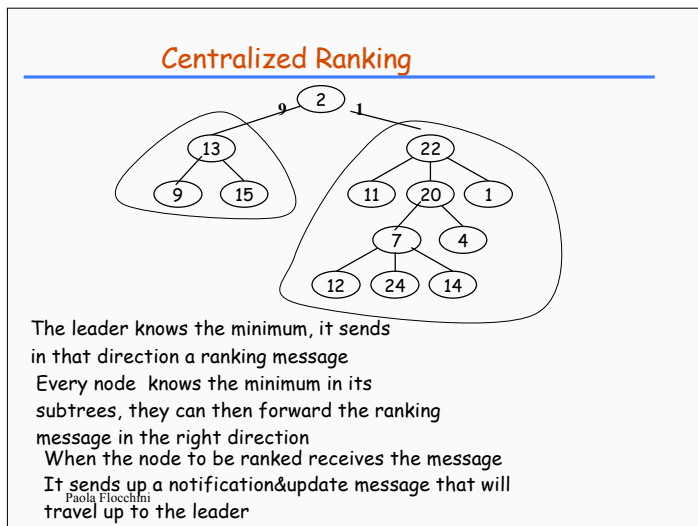 Centralized Ranking
2
9 1
13 22
9 15 11 20 1
7 4
12 24 14
The leader knows the minimum, it sends
in that direction a ranking message
Every node knows the minimum in its
subtrees, they can then forward the ranking
message in the right direction
When the node to be ranked receives the message
It sends up a notification&update message that will
Paola Flocchini
travel up to the leader